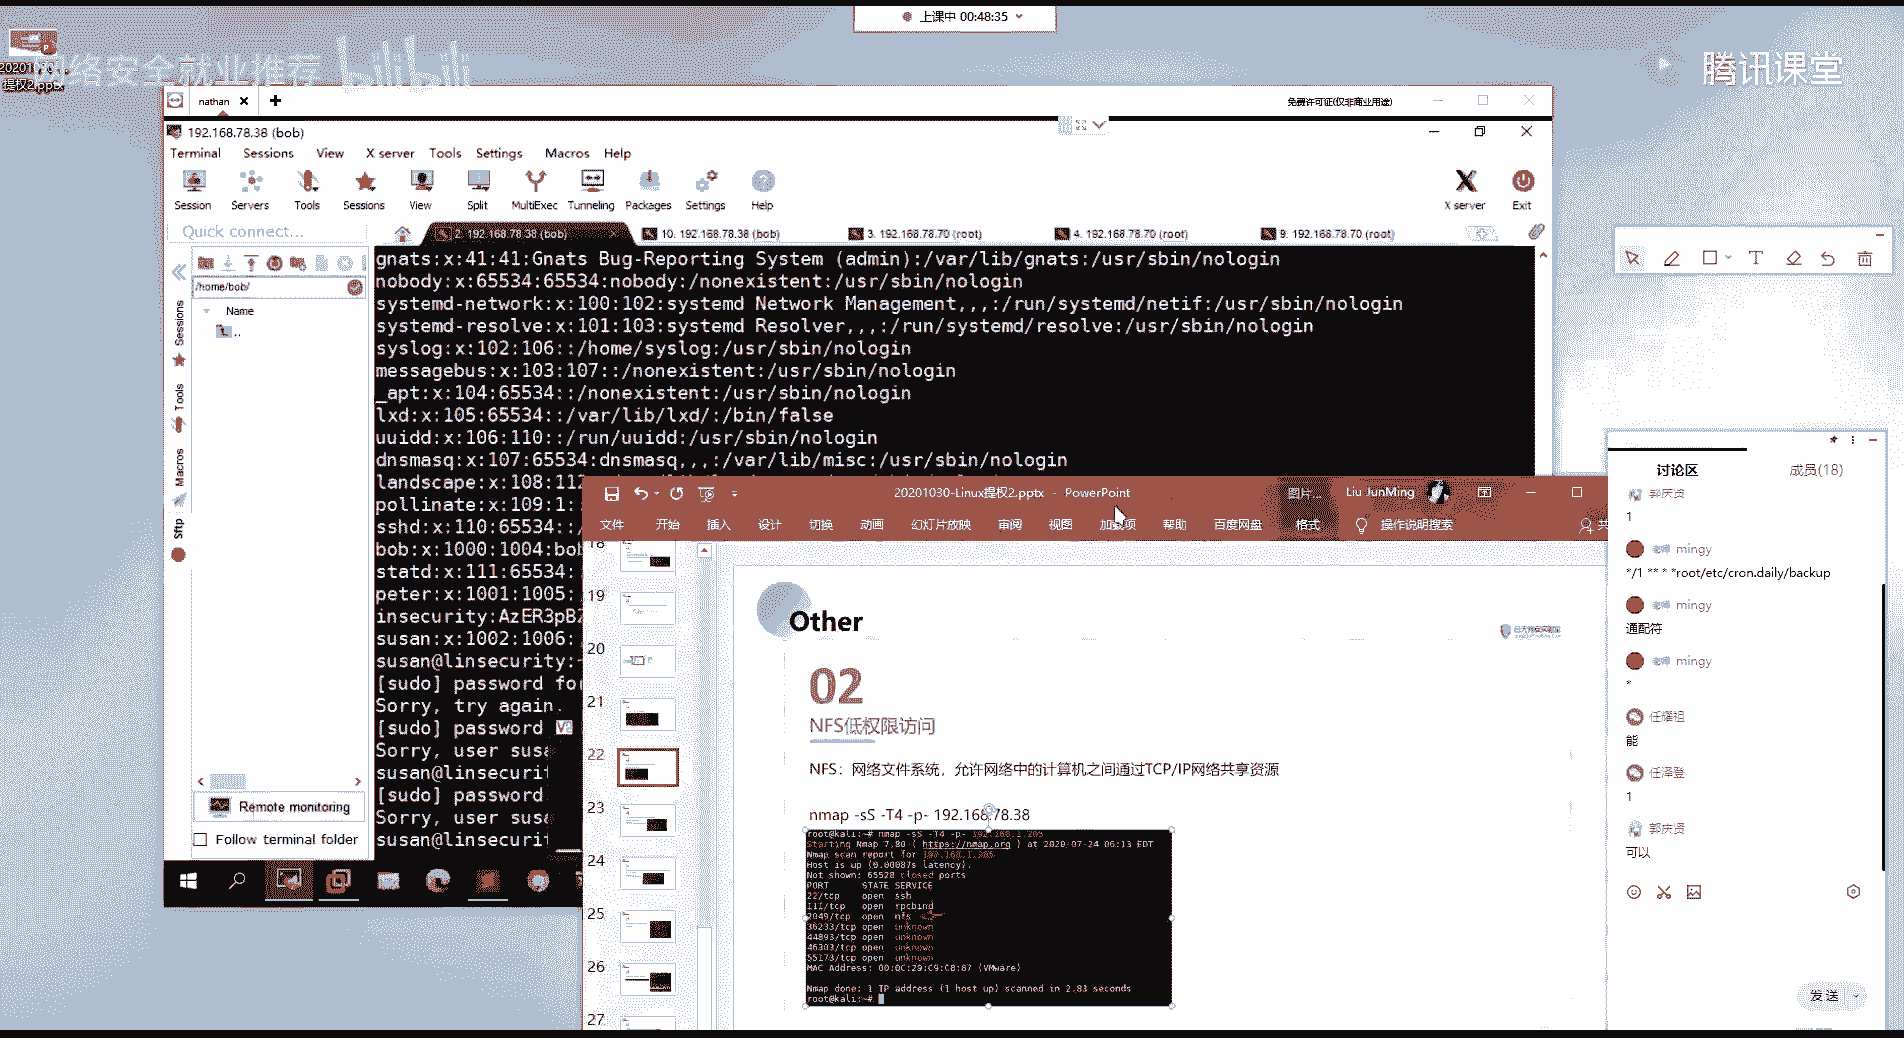 上课中 00:48:35
网络安全就业推荐 bilibili
腾讯课堂
提权2.pptx
nathan
免费许可证(仅非商业用途)
192.168.78.38 (bob)
Terminal Sessions View X server Tools Settings Macros Help
Session Servers Tools Sessions View Split MultiExec Tunneling Packages Settings Help X server Exit
Quick connect...
2. 192.168.78.38 (bob)
10. 192.168.78.38 (bob)
3. 192.168.78.70 (root)
4. 192.168.78.70 (root)
9. 192.168.78.70 (root)
/home/bob/
Name
..
Sessions
Tools
Macros
Sftp
Remote monitoring
Follow terminal folder
gnats:x:41:41:Gnats Bug-Reporting System (admin):/var/lib/gnats:/usr/sbin/nologin
nobody:x:65534:65534:nobody:/nonexistent:/usr/sbin/nologin
systemd-network:x:100:102:systemd Network Management,,,:/run/systemd/netif:/usr/sbin/nologin
systemd-resolve:x:101:103:systemd Resolver,,,:/run/systemd/resolve:/usr/sbin/nologin
syslog:x:102:106::/home/syslog:/usr/sbin/nologin
messagebus:x:103:107::/nonexistent:/usr/sbin/nologin
_apt:x:104:65534::/nonexistent:/usr/sbin/nologin
lxd:x:105:65534::/var/lib/lxd/:/bin/false
uuidd:x:106:110::/run/uuidd:/usr/sbin/nologin
dnsmasq:x:107:65534:dnsmasq,,,:/var/lib/misc:/usr/sbin/nologin
landscape:x:108:112
pollinate:x:109:1:
sshd:x:110:65534::/
bob:x:1000:1004:bob
statd:x:111:65534:
peter:x:1001:1005:
insecurity:AzER3pBZ
susan:x:1002:1006:
susan@linsecurity:~
[sudo] password for
Sorry, try again.
[sudo] password
Sorry, user susa
susan@linsecurit
[sudo] password
Sorry, user susa
susan@linsecurit
20201030-Linux提权2.pptx - PowerPoint
图片...
Liu JunMing
文件 开始 插入 设计 切换 动画 幻灯片放映 审阅 视图 加载项 帮助 百度网盘 格式 操作说明搜索 共
18
19
20
21
22
23
24
25
26
27
Other
02
NFS低权限访问
NFS：网络文件系统，允许网络中的计算机之间通过TCP/IP网络共享资源
nmap -sS -T4 -p- 192.168.78.38
root@kali:~# nmap -sS -T4 -p- 192.168.1.205
Starting Nmap 7.80 ( https://nmap.org ) at 2020-07-24 06:13 EDT
Nmap scan report for 192.168.1.205
Host is up (0.00087s latency).
Not shown: 65528 closed ports
PORT STATE SERVICE
22/tcp open ssh
111/tcp open rpcbind
2049/tcp open nfs
36233/tcp open unknown
44893/tcp open unknown
46303/tcp open unknown
55173/tcp open unknown
MAC Address: 00:0C:29:C9:C8:87 (VMware)
Nmap done: 1 IP address (1 host up) scanned in 2.83 seconds
root@kali:~#
讨论区 成员(18)
郭庆贤
1
老师 mingy
*/1 ** * *root/etc/cron.daily/backup
老师 mingy
通配符
老师 mingy
*
任耀祖
能
任泽登
1
郭庆贤
可以
发送